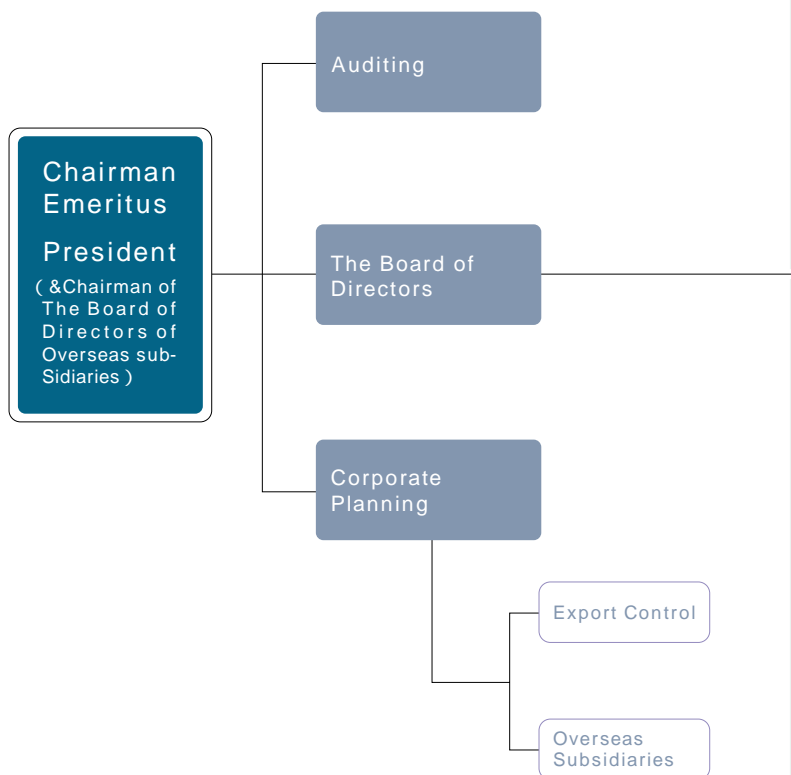 Auditing
Chairman
Emeritus
President
( &Chairman of
The Board of
Directors of
Overseas sub-
Sidiaries )
The Board of
Directors
Corporate
Planning
Export Control
Overseas
Subsidiaries